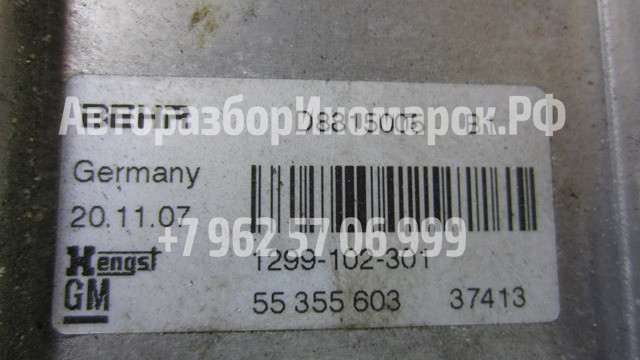 BEHR D8815005 B1
АвторазборИномарок.РФ
Germany
20.11.07
+7 962 57 06 999
Hengst 1299-102-301
GM 55 355 603 37413